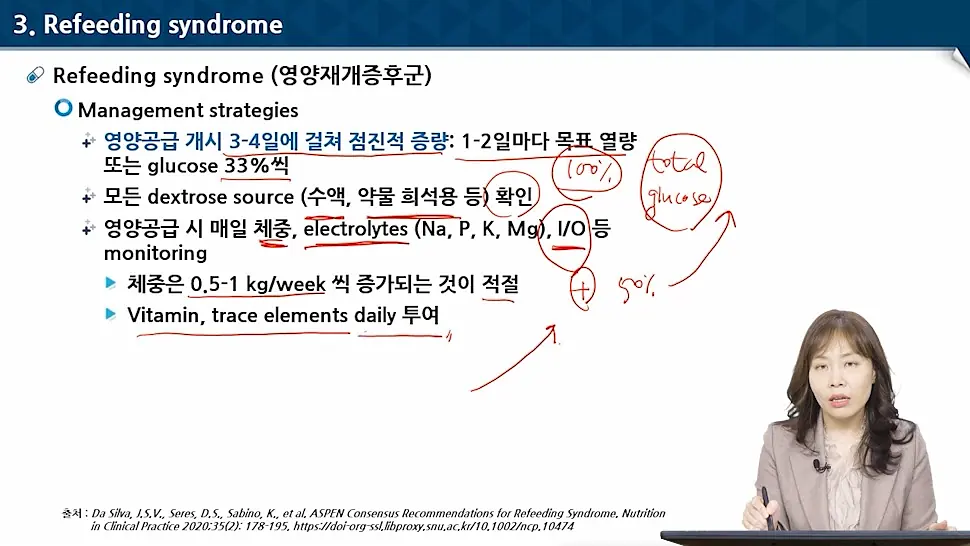 3. Refeeding syndrome
Refeeding syndrome (영양재개증후군)
Management strategies
영양공급 개시 3-4일에 걸쳐 점진적 증량: 1-2일마다 목표 열량
또는 glucose 33%씩
100%
total
glucose
모든 dextrose source (수액, 약물 희석용 등) 확인
영양공급 시 매일 체중, electrolytes (Na, P, K, Mg), I/O 등
monitoring
체중은 0.5-1 kg/week 씩 증가되는 것이 적절
+ 50%
Vitamin, trace elements daily 투여
출처 : Da Silva, J.S.V., Seres, D.S., Sabino, K., et al. ASPEN Consensus Recommendations for Refeeding Syndrome. Nutrition
in Clinical Practice 2020;35(2): 178-195, https://doi-org-ssl.libproxy.snu.ac.kr/10.1002/ncp.10474